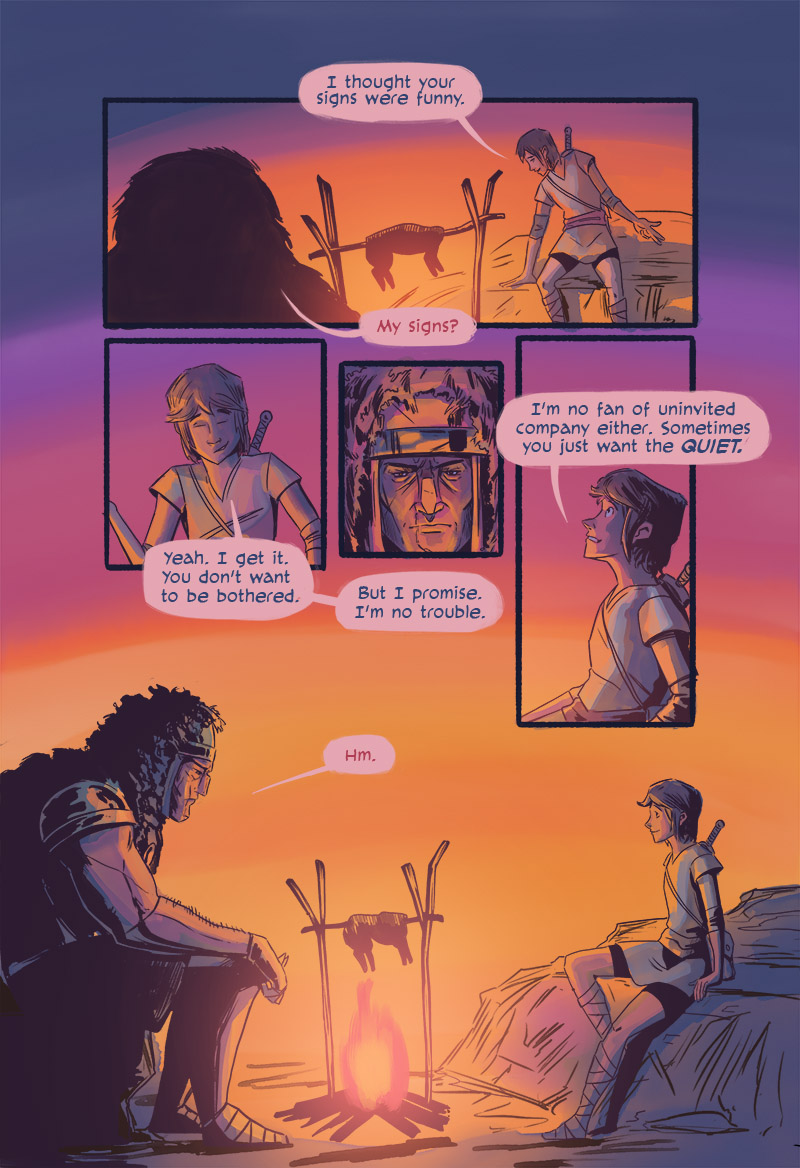 I thought your
signs were funny.
My signs?
Yeah. I get it.
You don't want
to be bothered.
But I promise.
I'm no trouble.
I'm no fan of uninvited
company either. Sometimes
you just want the QUIET.
Hm.